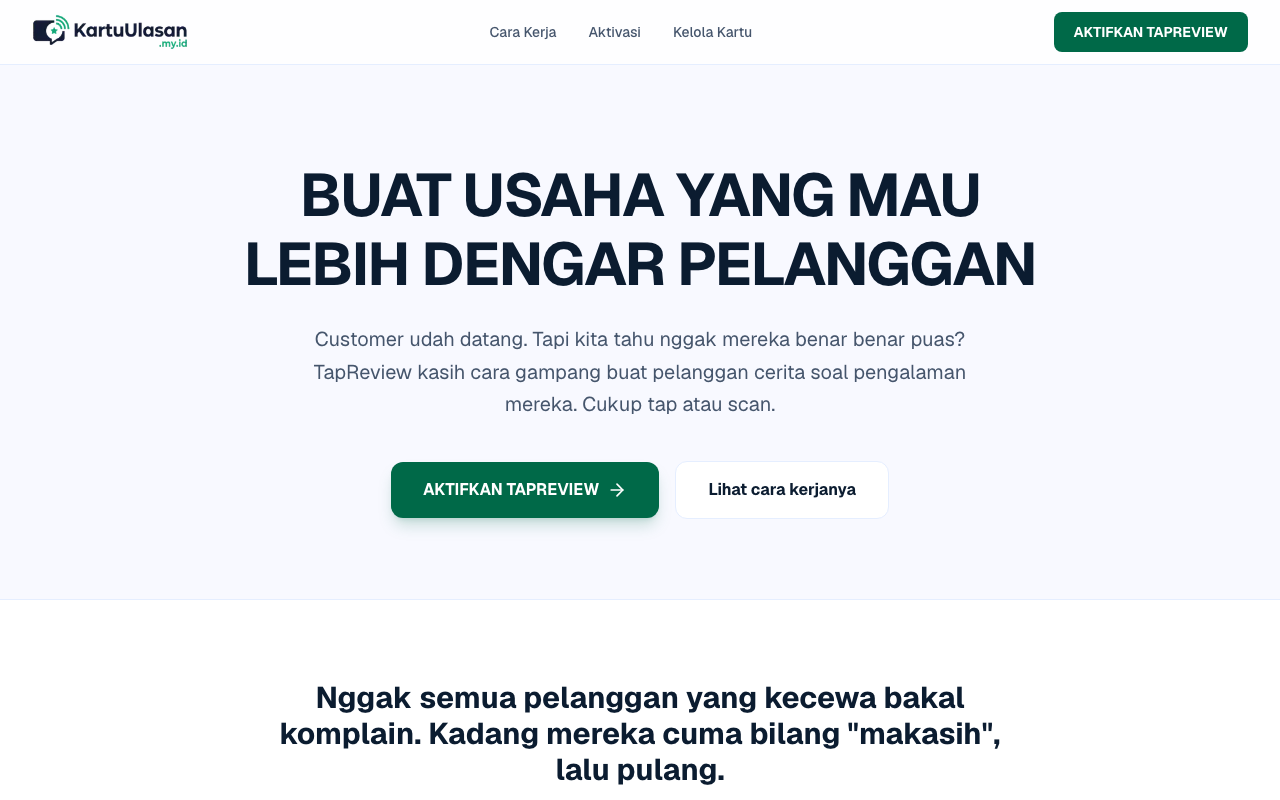 KartuUlasan
.my.id
Cara Kerja
Aktivasi
Kelola Kartu
AKTIFKAN TAPREVIEW
BUAT USAHA YANG MAU
LEBIH DENGAR PELANGGAN
Customer udah datang. Tapi kita tahu nggak mereka benar benar puas?
TapReview kasih cara gampang buat pelanggan cerita soal pengalaman
mereka. Cukup tap atau scan.
AKTIFKAN TAPREVIEW
Lihat cara kerjanya
Nggak semua pelanggan yang kecewa bakal
komplain. Kadang mereka cuma bilang "makasih",
lalu pulang.